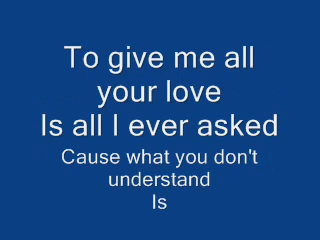 To give me all
your love
Is all I ever asked
Cause what you don't
understand
Is